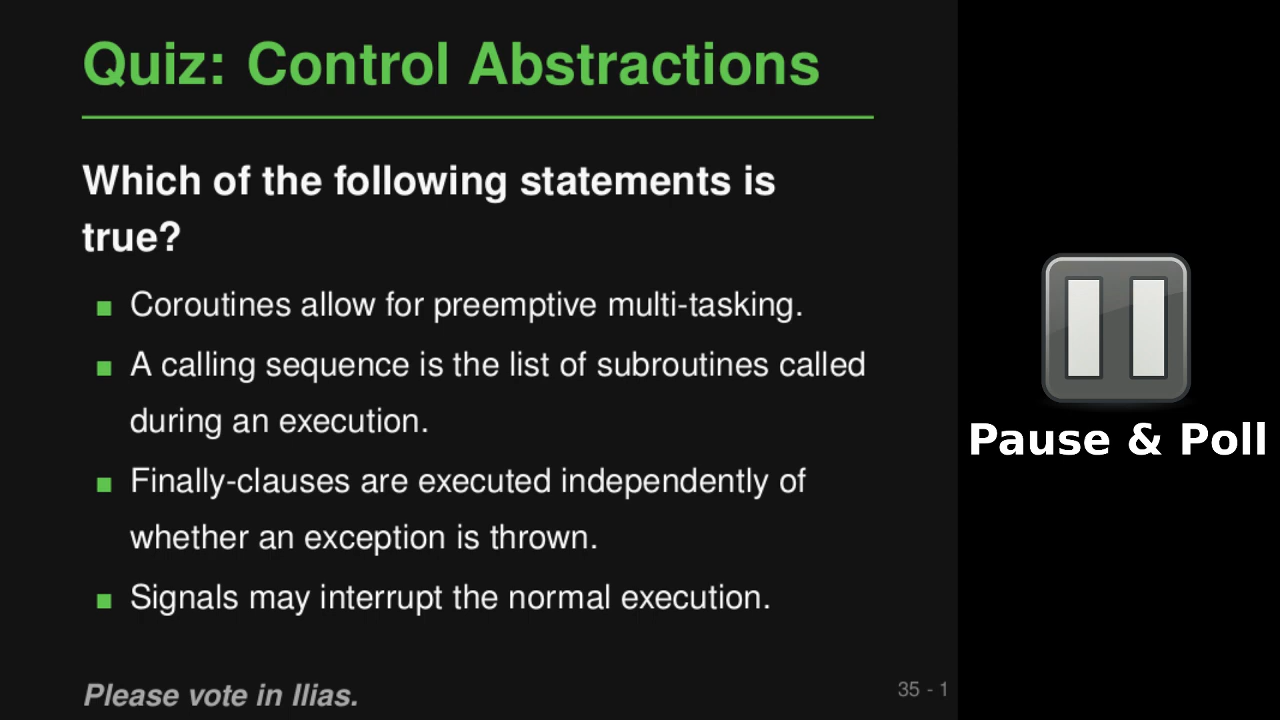 Quiz: Control Abstractions
Which of the following statements is
true?
Coroutines allow for preemptive multi-tasking.
A calling sequence is the list of subroutines called
during an execution.
Finally-clauses are executed independently of
whether an exception is thrown.
Signals may interrupt the normal execution.
Please vote in Ilias.
35 - 1
Pause & Poll